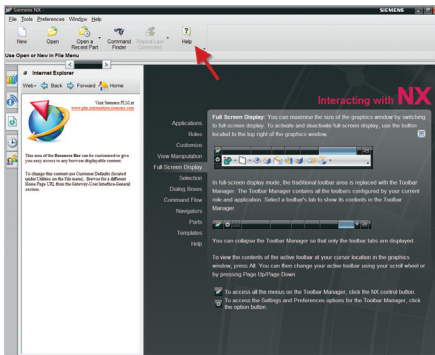 Siemens NX -
SIEMENS
File Tools Preferences Window Help
New
Open
Open a
Recent Part
Command
Finder
Repeat Last
Command
Help
Use Open or New in File Menu
Internet Explorer
Web Back Forward Home
Visit Siemens PLM at
www.plm.automation.siemens.com
This area of the Resource Bar can be customized to give
you easy access to any browser displayable content.
To change this content use Customer Defaults (located
under Utilities on the File menu). Browse for a different
Home Page URL from the Gateway-User Interface-General
section.
Interacting with NX
Applications
Roles
Customize
View Manipulation
Full Screen Display
Selection
Dialog Boxes
Command Flow
Navigators
Parts
Templates
Help
Full Screen Display: You can maximize the size of the graphics window by switching
to full-screen display. To activate and deactivate full-screen display, use the button
located to the top right of the graphics window.
In full-screen display mode, the traditional toolbar area is replaced with the Toolbar
Manager. The Toolbar Manager contains all the toolbars configured by your current
role and application. Select a toolbar's tab to show its contents in the Toolbar
Manager.
You can collapse the Toolbar Manager so that only the toolbar tabs are displayed.
To view the contents of the active toolbar at your cursor location in the graphics
window, press All. You can then change your active toolbar using your scroll wheel or
by pressing Page Up/Page Down.
To access all the menus on the Toolbar Manager, click the NX control button
To access the Settings and Preferences options for the Toolbar Manager, click
the option button